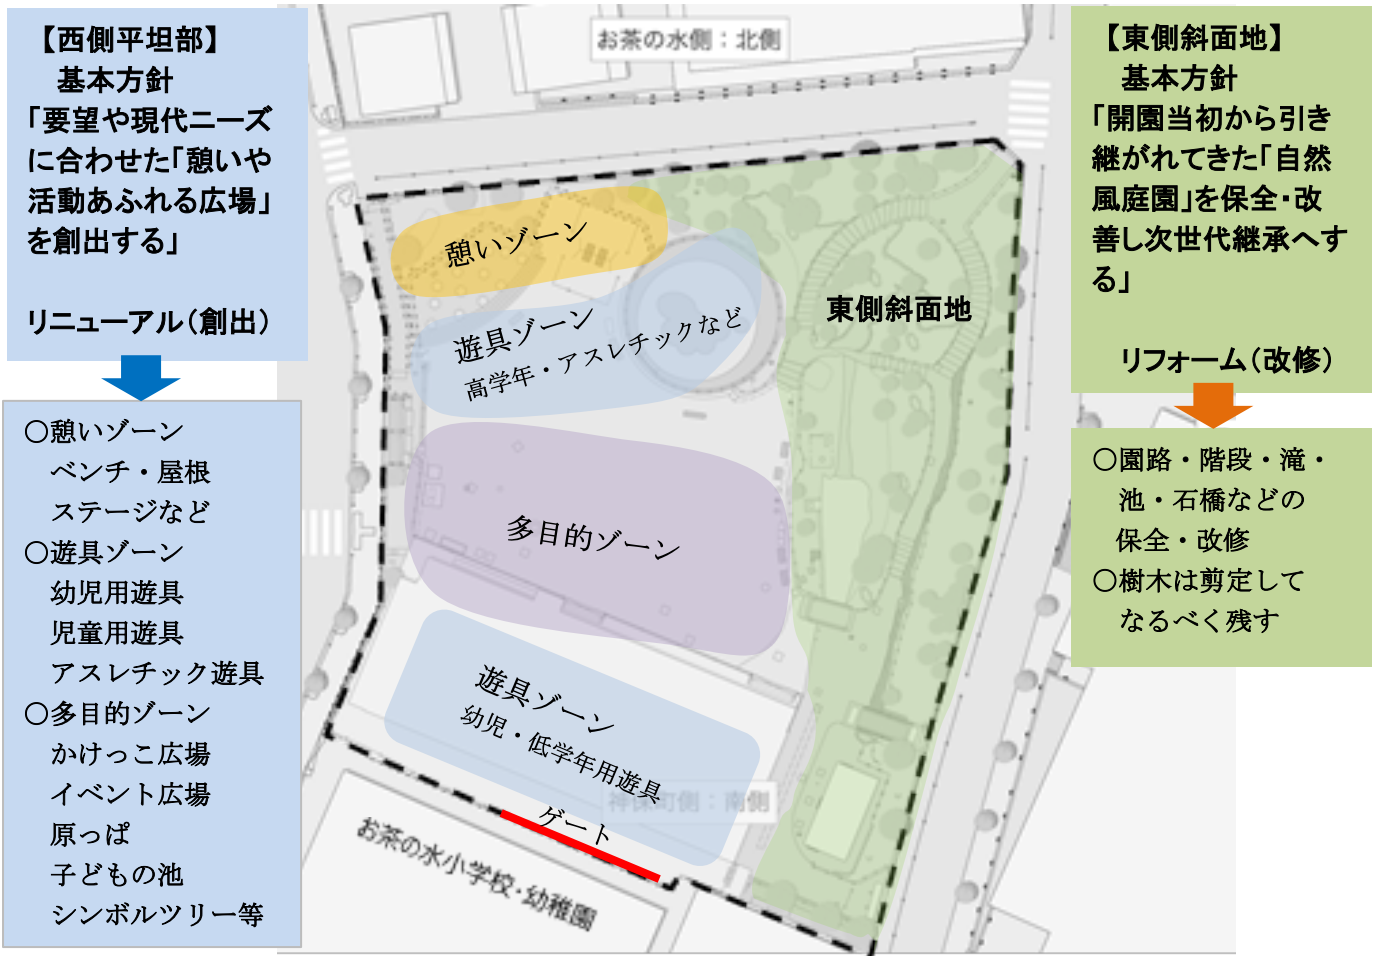 【西側平坦部】
基本方針
「要望や現代ニーズ
に合わせた「憩いや
活動あふれる広場」
を創出する」
リニューアル(創出)
○憩いゾーン
ベンチ・屋根
ステージなど
○遊具ゾーン
幼児用遊具
児童用遊具
アスレチック遊具
○多目的ゾーン
かけっこ広場
イベント広場
原っぱ
子どもの池
シンボルツリー等
お茶の水側:北側
憩いゾーン
遊具ゾーン
高学年・アスレチックなど
東側斜面地
多目的ゾーン
遊具ゾーン
幼児・低学年用遊具
神保町側:南側
ゲート
お茶の水小学校・幼稚園
【東側斜面地】
基本方針
「開園当初から引き
継がれてきた「自然
風庭園」を保全・改
善し次世代継承へす
る」
リフォーム(改修)
○園路・階段・滝・
池・石橋などの
保全・改修
○樹木は剪定して
なるべく残す